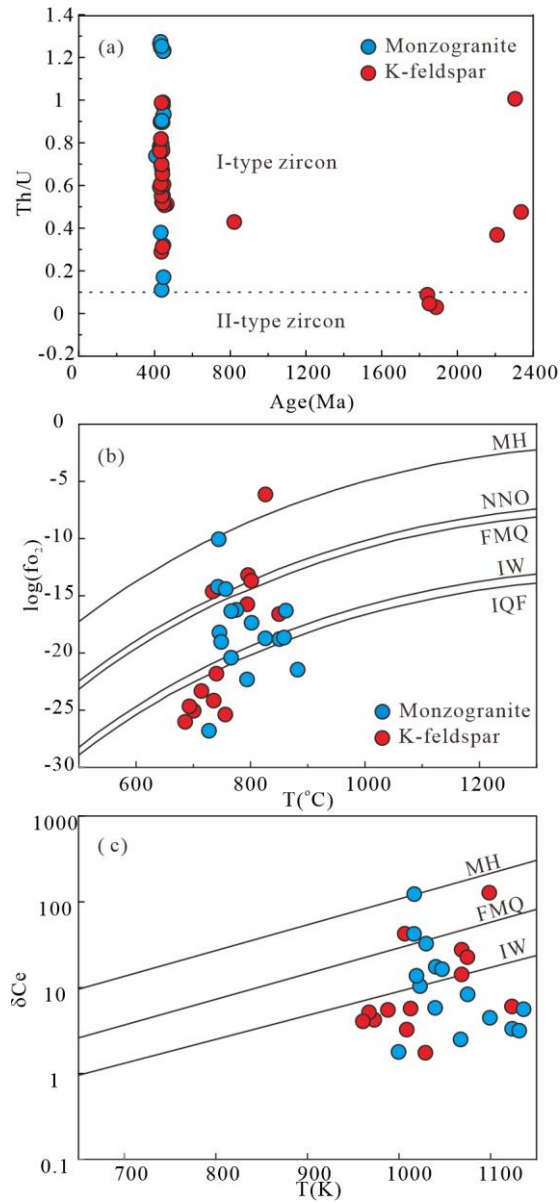 (a)
Monzogranite
K-feldspar
I-type zircon
II-type zircon
Th/U
1.4
1.2
1
0.8
0.6
0.4
0.2
0
-0.2
0 400 800 1200 1600 2000 2400
Age(Ma)
(b)
MH
NNO
FMQ
IW
IQF
Monzogranite
K-feldspar
log(fo₂)
0
-5
-10
-15
-20
-25
-30
600 800 1000 1200
T(°C)
( c )
MH
FMQ
IW
δCe
1000
100
10
1
0.1
700 800 900 1000 1100
T(K)